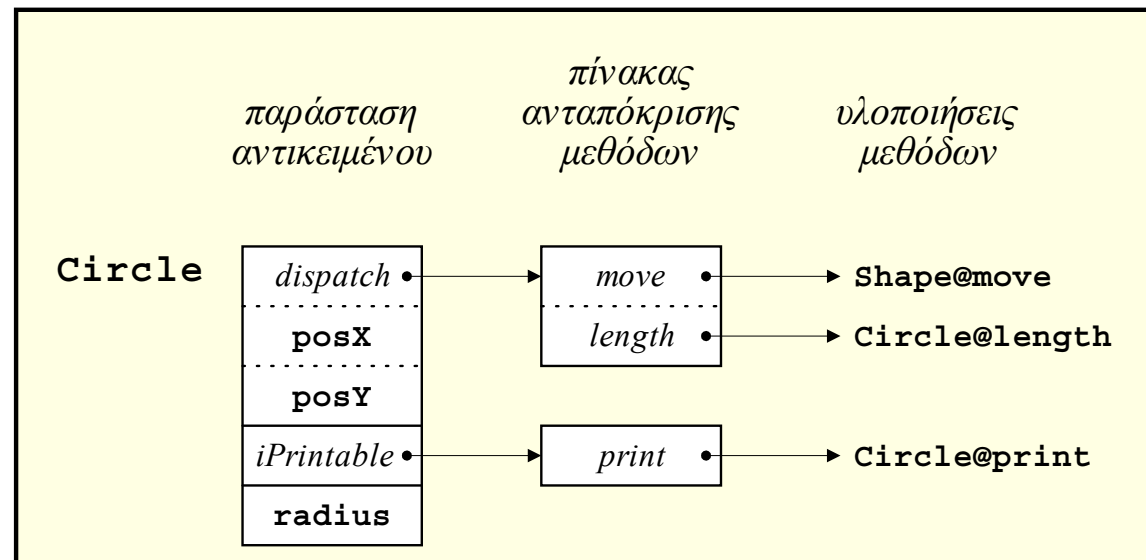 παράσταση
αντικειμένου
πίνακας
ανταπόκρισης
μεθόδων
υλοποιήσεις
μεθόδων
Circle
dispatch
posX
posY
iPrintable
radius
move
length
print
Shape@move
Circle@length
Circle@print